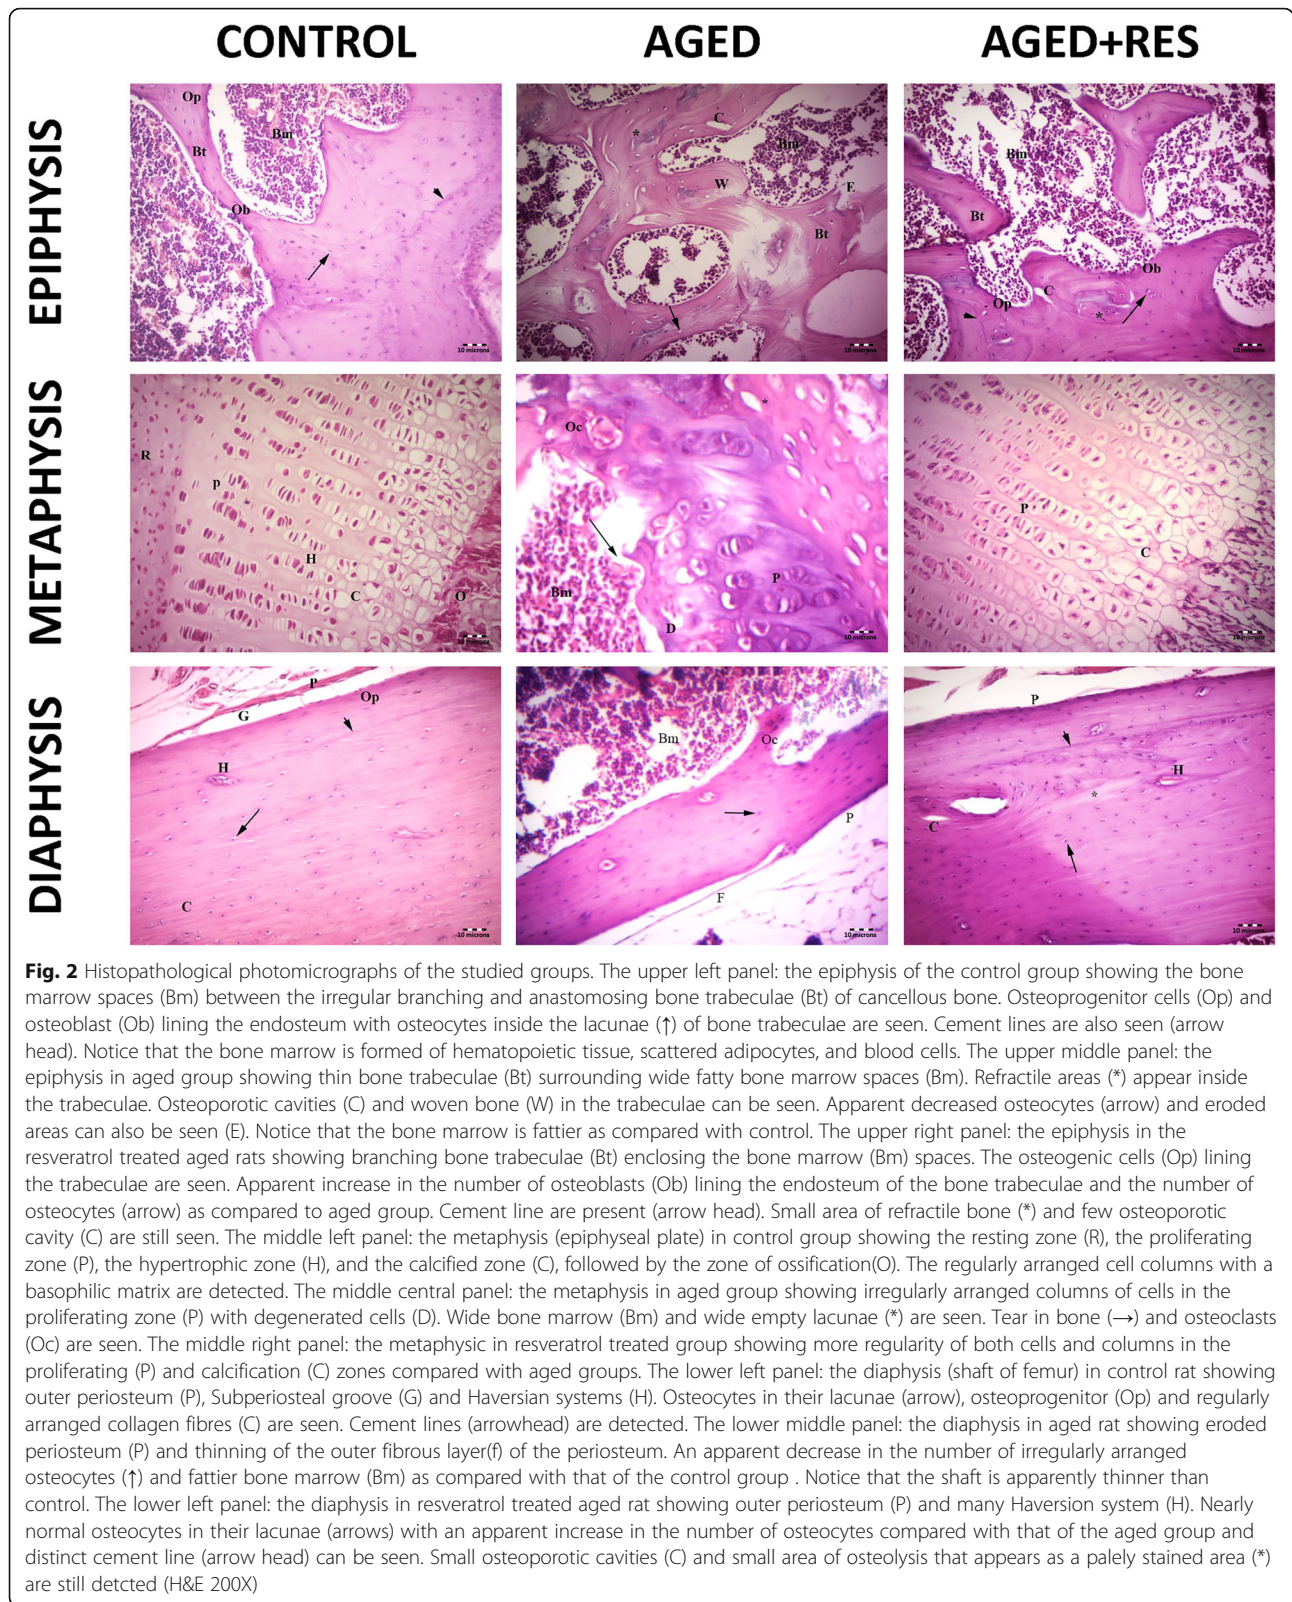 CONTROL AGED AGED+RES
EPIPHYSIS
Op Bm Bt Ob 10 microns
C * Bm W E Bt 10 microns
Bm Bt Ob C Op * 10 microns
METAPHYSIS
R p H C O 10 microns
* Oc P Bm D 10 microns
P C 10 microns
DIAPHYSIS
P Op G H C 10 microns
Bm Oc P F 10 microns
P H * C 10 microns
Fig. 2 Histopathological photomicrographs of the studied groups. The upper left panel: the epiphysis of the control group showing the bone
marrow spaces (Bm) between the irregular branching and anastomosing bone trabeculae (Bt) of cancellous bone. Osteoprogenitor cells (Op) and
osteoblast (Ob) lining the endosteum with osteocytes inside the lacunae (↑) of bone trabeculae are seen. Cement lines are also seen (arrow
head). Notice that the bone marrow is formed of hematopoietic tissue, scattered adipocytes, and blood cells. The upper middle panel: the
epiphysis in aged group showing thin bone trabeculae (Bt) surrounding wide fatty bone marrow spaces (Bm). Refractile areas (*) appear inside
the trabeculae. Osteoporotic cavities (C) and woven bone (W) in the trabeculae can be seen. Apparent decreased osteocytes (arrow) and eroded
areas can also be seen (E). Notice that the bone marrow is fattier as compared with control. The upper right panel: the epiphysis in the
resveratrol treated aged rats showing branching bone trabeculae (Bt) enclosing the bone marrow (Bm) spaces. The osteogenic cells (Op) lining
the trabeculae are seen. Apparent increase in the number of osteoblasts (Ob) lining the endosteum of the bone trabeculae and the number of
osteocytes (arrow) as compared to aged group. Cement line are present (arrow head). Small area of refractile bone (*) and few osteoporotic
cavity (C) are still seen. The middle left panel: the metaphysis (epiphyseal plate) in control group showing the resting zone (R), the proliferating
zone (P), the hypertrophic zone (H), and the calcified zone (C), followed by the zone of ossification(O). The regularly arranged cell columns with a
basophilic matrix are detected. The middle central panel: the metaphysis in aged group showing irregularly arranged columns of cells in the
proliferating zone (P) with degenerated cells (D). Wide bone marrow (Bm) and wide empty lacunae (*) are seen. Tear in bone (→) and osteoclasts
(Oc) are seen. The middle right panel: the metaphysic in resveratrol treated group showing more regularity of both cells and columns in the
proliferating (P) and calcification (C) zones compared with aged groups. The lower left panel: the diaphysis (shaft of femur) in control rat showing
outer periosteum (P), Subperiosteal groove (G) and Haversian systems (H). Osteocytes in their lacunae (arrow), osteoprogenitor (Op) and regularly
arranged collagen fibres (C) are seen. Cement lines (arrowhead) are detected. The lower middle panel: the diaphysis in aged rat showing eroded
periosteum (P) and thinning of the outer fibrous layer(f) of the periosteum. An apparent decrease in the number of irregularly arranged
osteocytes (↑) and fattier bone marrow (Bm) as compared with that of the control group . Notice that the shaft is apparently thinner than
control. The lower left panel: the diaphysis in resveratrol treated aged rat showing outer periosteum (P) and many Haversion system (H). Nearly
normal osteocytes in their lacunae (arrows) with an apparent increase in the number of osteocytes compared with that of the aged group and
distinct cement line (arrow head) can be seen. Small osteoporotic cavities (C) and small area of osteolysis that appears as a palely stained area (*)
are still detcted (H&E 200X)